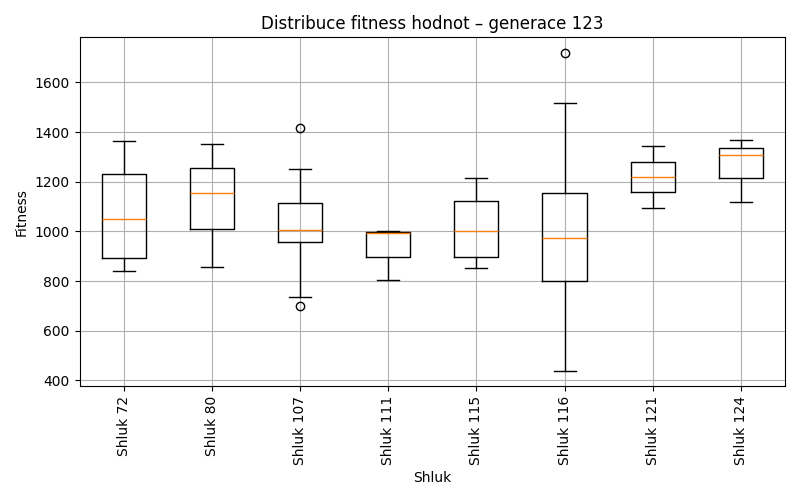 Distribuce fitness hodnot – generace 123
Fitness
1600
1400
1200
1000
800
600
400
Shluk 72
Shluk 80
Shluk 107
Shluk 111
Shluk 115
Shluk 116
Shluk 121
Shluk 124
Shluk